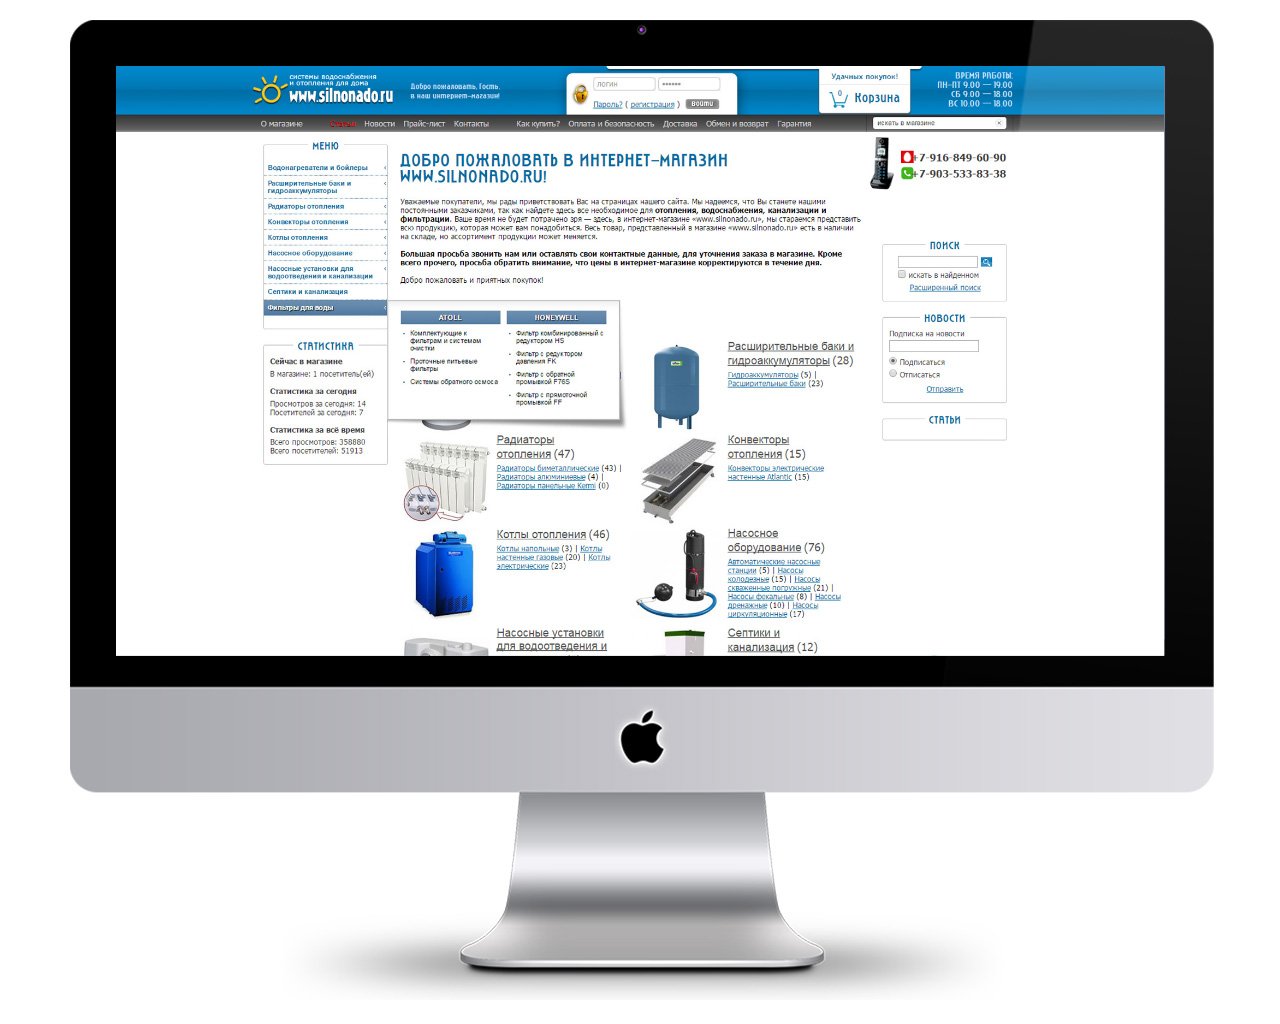 системы водоснабжения
и отопления для дома
www.silnonado.ru
Добро пожаловать, Гость,
в наш интернет-магазин!
логин
••••••
Пароль? ( регистрация )
войти
Удачных покупок!
0
Корзина
ВРЕМЯ РАБОТЫ:
ПН-ПТ 9.00 — 19.00
СБ 9.00 — 18.00
ВС 10.00 — 18.00
О магазине
Статьи
Новости
Прайс-лист
Контакты
Как купить?
Оплата и безопасность
Доставка
Обмен и возврат
Гарантия
искать в магазине
МЕНЮ
Водонагреватели и бойлеры
Расширительные баки и
гидроаккумуляторы
Радиаторы отопления
Конвекторы отопления
Котлы отопления
Насосное оборудование
Насосные установки для
водоотведения и канализации
Септики и канализация
Фильтры для воды
СТАТИСТИКА
Сейчас в магазине
В магазине: 1 посетитель(ей)
Статистика за сегодня
Просмотров за сегодня: 14
Посетителей за сегодня: 7
Статистика за всё время
Всего просмотров: 358880
Всего посетителей: 51913
ДОБРО ПОЖАЛОВАТЬ В ИНТЕРНЕТ-МАГАЗИН
WWW.SILNONADO.RU!
Уважаемые покупатели, мы рады приветствовать Вас на страницах нашего сайта. Мы надеемся, что Вы станете нашими
постоянными заказчиками, так как найдете здесь все необходимое для отопления, водоснабжения, канализации и
фильтрации. Ваше время не будет потрачено зря — здесь, в интернет-магазине «www.silnonado.ru», мы стараемся представить
всю продукцию, которая может вам понадобиться. Весь товар, представленный в магазине «www.silnonado.ru» есть в наличии
на складе, но ассортимент продукции может меняется.
Большая просьба звонить нам или оставлять свои контактные данные, для уточнения заказа в магазине. Кроме
всего прочего, просьба обратить внимание, что цены в интернет-магазине корректируются в течение дня.
Добро пожаловать и приятных покупок!
ATOLL
Комплектующие к
фильтрам и системам
очистки
Проточные питьевые
фильтры
Системы обратного осмоса
HONEYWELL
Фильтр комбинированный с
редуктором HS
Фильтр с редуктором
давления FK
Фильтр с обратной
промывкой F76S
Фильтр с прямоточной
промывкой FF
Расширительные баки и
гидроаккумуляторы (28)
Гидроаккумуляторы (5) |
Расширительные баки (23)
Радиаторы
отопления (47)
Радиаторы биметаллические (43) |
Радиаторы алюминиевые (4) |
Радиаторы панельные Kermi (0)
Конвекторы
отопления (15)
Конвекторы электрические
настенные Atlantic (15)
Котлы отопления (46)
Котлы напольные (3) | Котлы
настенные газовые (20) | Котлы
электрические (23)
Насосное
оборудование (76)
Автоматические насосные
станции (5) | Насосы
колодезные (15) | Насосы
скваженные погружные (21) |
Насосы фекальные (8) | Насосы
дренажные (10) | Насосы
циркуляционные (17)
Насосные установки
для водоотведения и
Септики и
канализация (12)
+7-916-849-60-90
+7-903-533-83-38
ПОИСК
искать в найденном
Расширенный поиск
НОВОСТИ
Подписка на новости
Подписаться
Отписаться
Отправить
СТАТЬИ